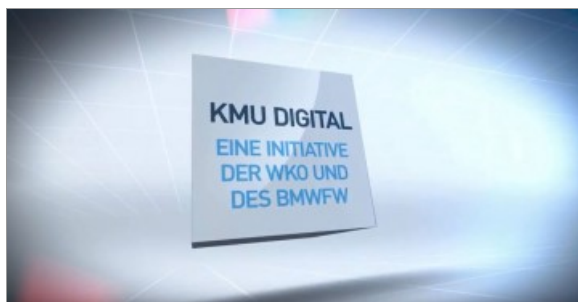 KMU DIGITAL
EINE INITIATIVE
DER WKO UND
DES BMWFW